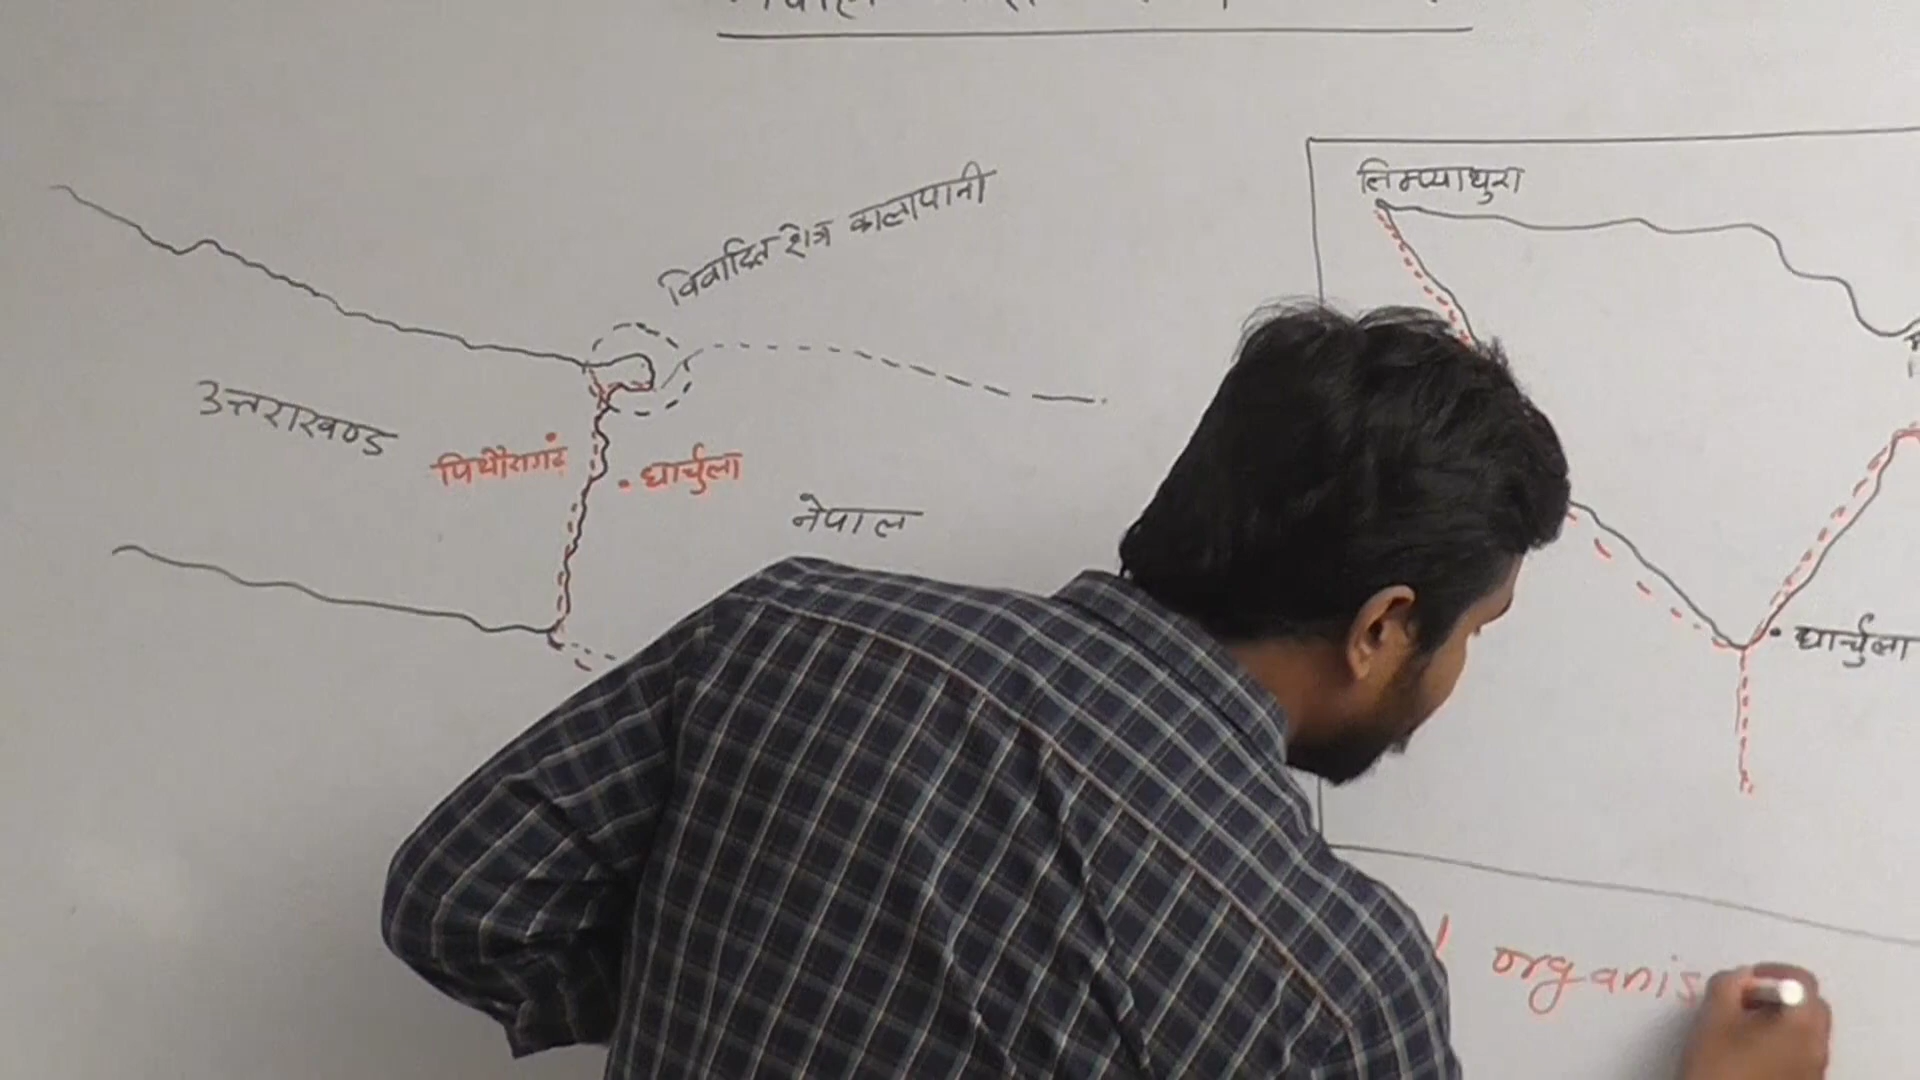 विवादित क्षेत्र कालापानी
लिम्प्याधुरा
उत्तराखण्ड
पिथौरागढ़
धार्चुला
नेपाल
धार्चुला
organis